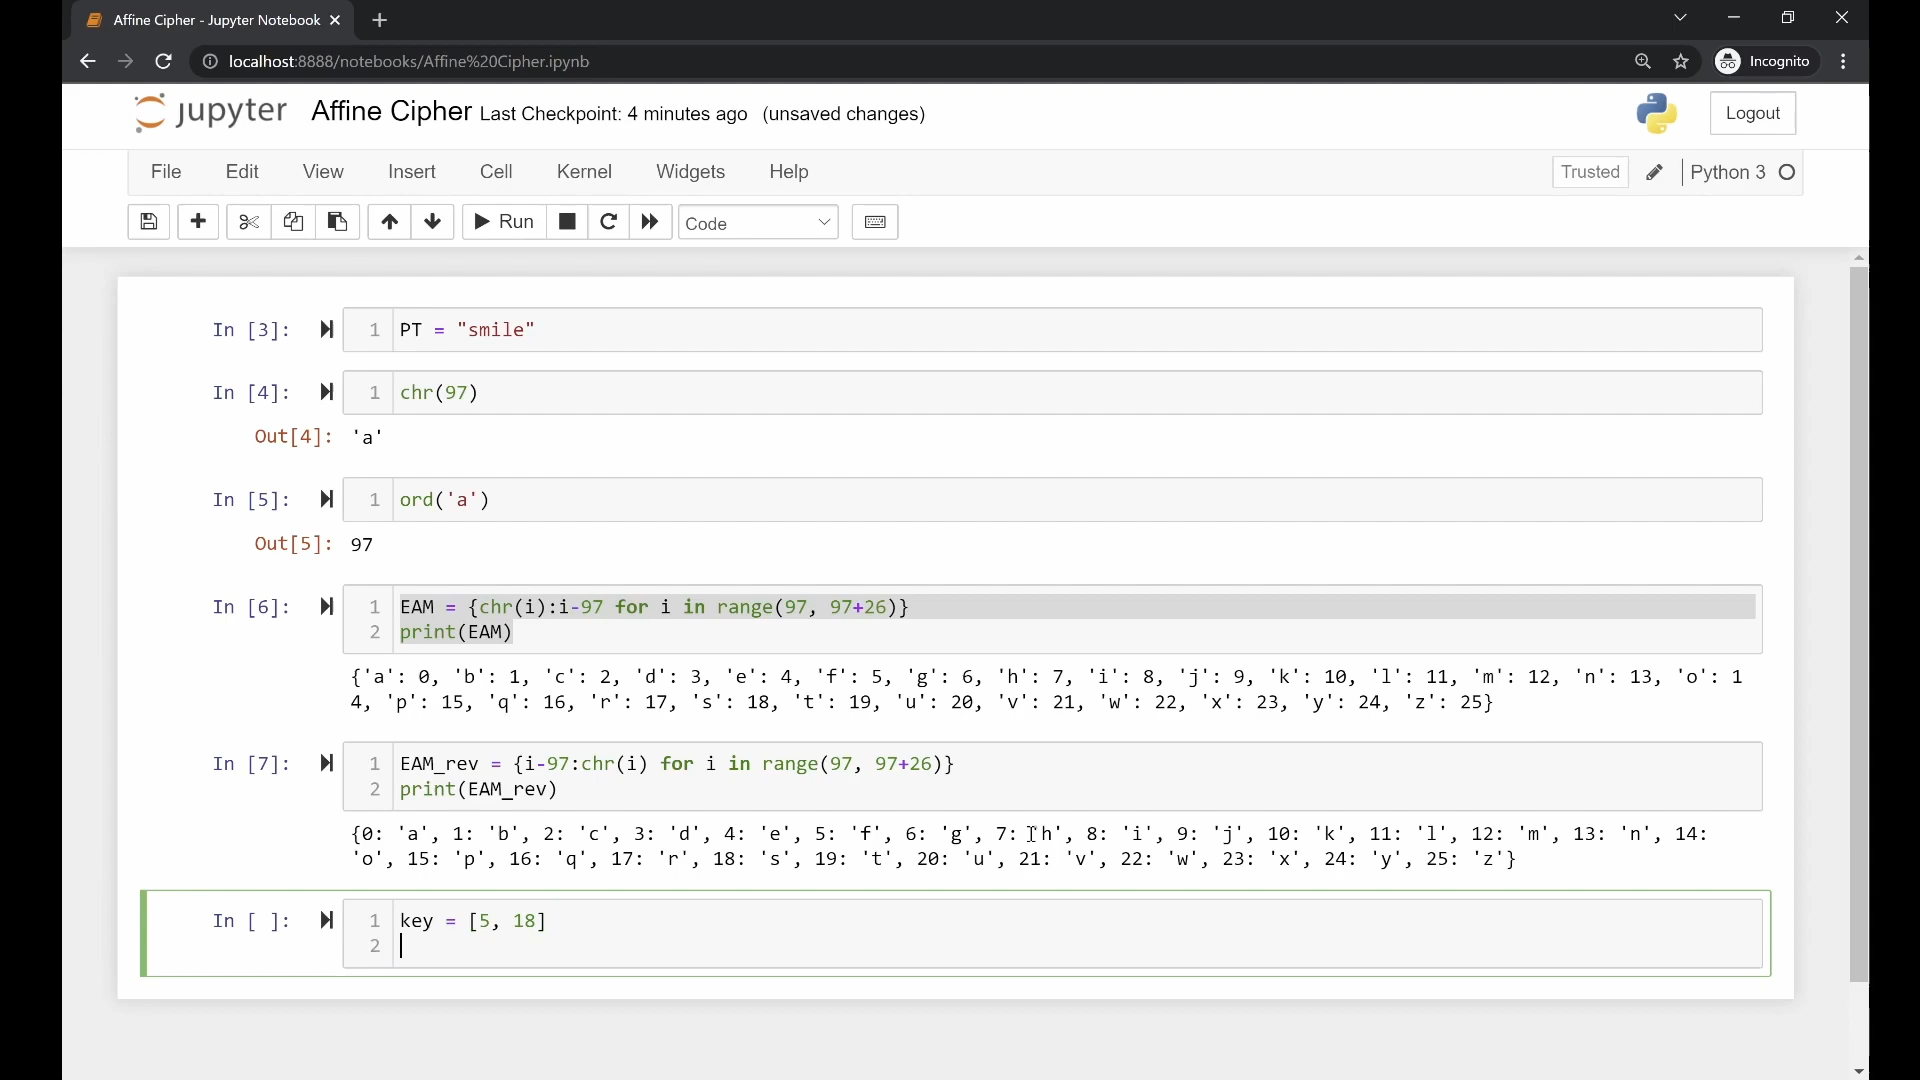 Affine Cipher - Jupyter Notebook
localhost:8888/notebooks/Affine%20Cipher.ipynb
Incognito
jupyter Affine Cipher Last Checkpoint: 4 minutes ago (unsaved changes)
Logout
File Edit View Insert Cell Kernel Widgets Help
Trusted
Python 3
Run
Code
In [3]: 1 PT = "smile"
In [4]: 1 chr(97)
Out[4]: 'a'
In [5]: 1 ord('a')
Out[5]: 97
In [6]: 1 EAM = {chr(i):i-97 for i in range(97, 97+26)}
2 print(EAM)
{'a': 0, 'b': 1, 'c': 2, 'd': 3, 'e': 4, 'f': 5, 'g': 6, 'h': 7, 'i': 8, 'j': 9, 'k': 10, 'l': 11, 'm': 12, 'n': 13, 'o': 1
4, 'p': 15, 'q': 16, 'r': 17, 's': 18, 't': 19, 'u': 20, 'v': 21, 'w': 22, 'x': 23, 'y': 24, 'z': 25}
In [7]: 1 EAM_rev = {i-97:chr(i) for i in range(97, 97+26)}
2 print(EAM_rev)
{0: 'a', 1: 'b', 2: 'c', 3: 'd', 4: 'e', 5: 'f', 6: 'g', 7: 'h', 8: 'i', 9: 'j', 10: 'k', 11: 'l', 12: 'm', 13: 'n', 14:
'o', 15: 'p', 16: 'q', 17: 'r', 18: 's', 19: 't', 20: 'u', 21: 'v', 22: 'w', 23: 'x', 24: 'y', 25: 'z'}
In [ ]: 1 key = [5, 18]
2